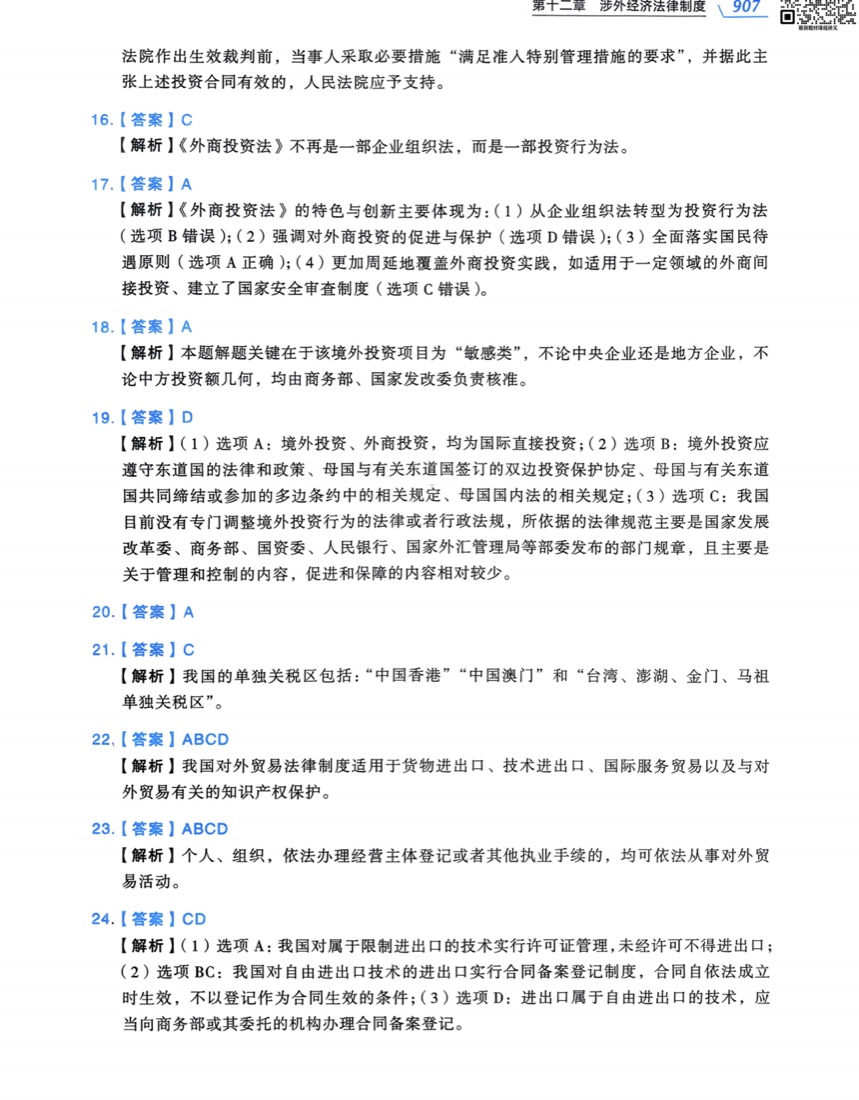 第十二章 涉外经济法律制度 907
法院作出生效裁判前，当事人采取必要措施“满足准入特别管理措施的要求”，并据此主
张上述投资合同有效的，人民法院应予支持。
16.【答案】C
【解析】《外商投资法》不再是一部企业组织法，而是一部投资行为法。
17.【答案】A
【解析】《外商投资法》的特色与创新主要体现为：（1）从企业组织法转型为投资行为法
（选项 B 错误）；（2）强调对外商投资的促进与保护（选项 D 错误）；（3）全面落实国民待
遇原则（选项 A 正确）；（4）更加周延地覆盖外商投资实践，如适用于一定领域的外商间
接投资、建立了国家安全审查制度（选项 C 错误）。
18.【答案】A
【解析】本题解题关键在于该境外投资项目为“敏感类”，不论中央企业还是地方企业，不
论中方投资额几何，均由商务部、国家发改委负责核准。
19.【答案】D
【解析】（1）选项 A：境外投资、外商投资，均为国际直接投资；（2）选项 B：境外投资应
遵守东道国的法律和政策、母国与有关东道国签订的双边投资保护协定、母国与有关东道
国共同缔结或参加的多边条约中的相关规定、母国国内法的相关规定；（3）选项 C：我国
目前没有专门调整境外投资行为的法律或者行政法规，所依据的法律规范主要是国家发展
改革委、商务部、国资委、人民银行、国家外汇管理局等部委发布的部门规章，且主要是
关于管理和控制的内容，促进和保障的内容相对较少。
20.【答案】A
21.【答案】C
【解析】我国的单独关税区包括：“中国香港”“中国澳门”和“台湾、澎湖、金门、马祖
单独关税区”。
22.【答案】ABCD
【解析】我国对外贸易法律制度适用于货物进出口、技术进出口、国际服务贸易以及与对
外贸易有关的知识产权保护。
23.【答案】ABCD
【解析】个人、组织，依法办理经营主体登记或者其他执业手续的，均可依法从事对外贸
易活动。
24.【答案】CD
【解析】（1）选项 A：我国对属于限制进出口的技术实行许可证管理，未经许可不得进出口；
（2）选项 BC：我国对自由进出口技术的进出口实行合同备案登记制度，合同自依法成立
时生效，不以登记作为合同生效的条件；（3）选项 D：进出口属于自由进出口的技术，应
当向商务部或其委托的机构办理合同备案登记。